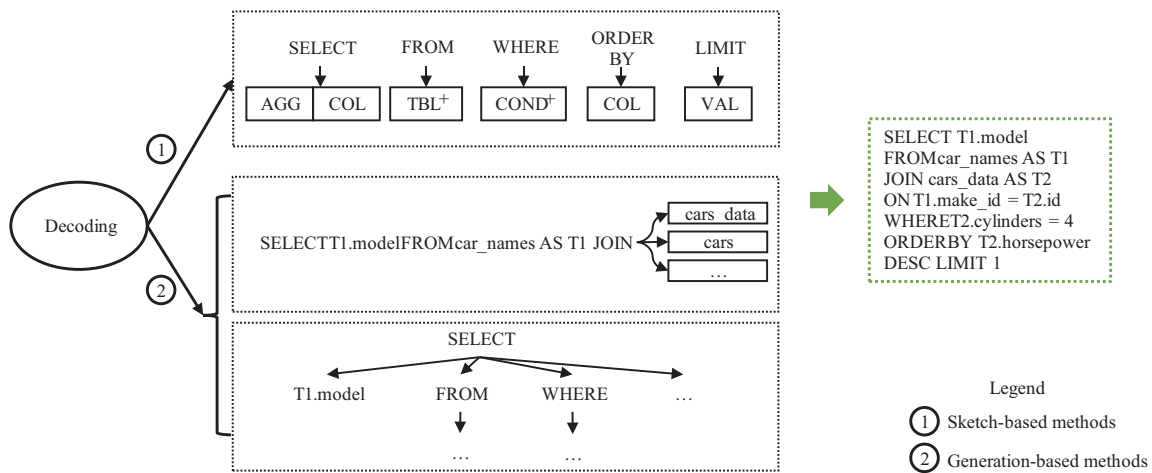 SELECT FROM WHERE ORDER BY LIMIT
AGG COL TBL+ COND+ COL VAL
1
Decoding
2
SELECTT1.modelFROMcar_names AS T1 JOIN
cars_data
cars
…
SELECT
T1.model FROM WHERE …
… …
SELECT T1.model
FROMcar_names AS T1
JOIN cars_data AS T2
ONT1.make_id = T2.id
WHERET2.cylinders = 4
ORDERBY T2.horsepower
DESC LIMIT 1
Legend
1 Sketch-based methods
2 Generation-based methods